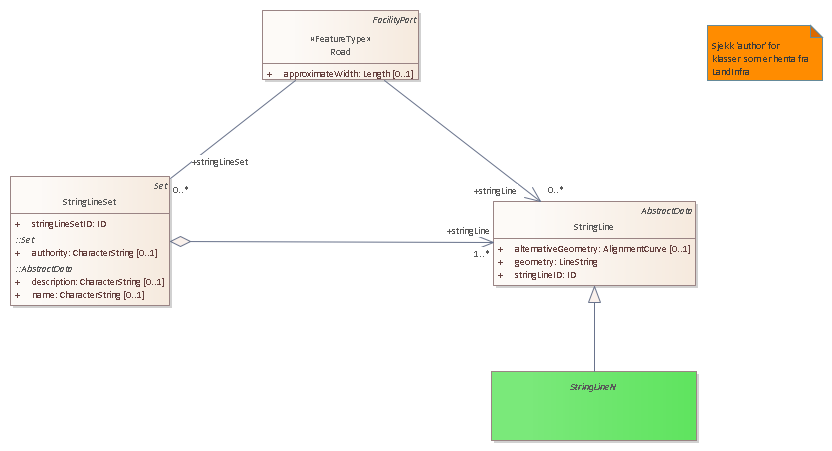 FacilityPart
«FeatureType»
Road
+ approximateWidth: Length [0..1]
Sjekk 'author' for
klasser som er henta fra
LandInfra
+stringLineSet
0..*
+stringLine
0..*
Set
StringLineSet
+ stringLineSetID: ID
::Set
+ authority: CharacterString [0..1]
::AbstractData
+ description: CharacterString [0..1]
+ name: CharacterString [0..1]
+stringLine
1..*
AbstractData
StringLine
+ alternativeGeometry: AlignmentCurve [0..1]
+ geometry: LineString
+ stringLineID: ID
StringLineN